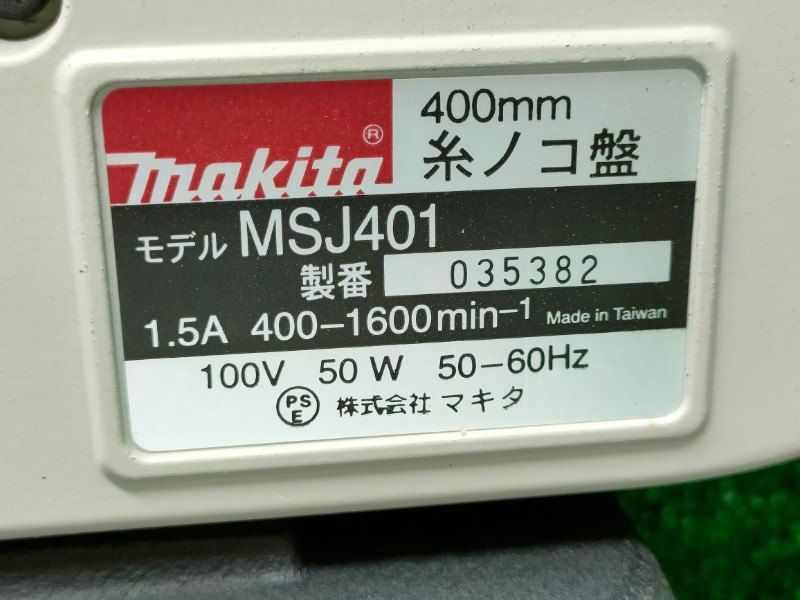 makita®
400mm
糸ノコ盤
モデル MSJ401
製番 035382
1.5A 400-1600min-1 Made in Taiwan
100V 50W 50-60Hz
PSE 株式会社 マキタ